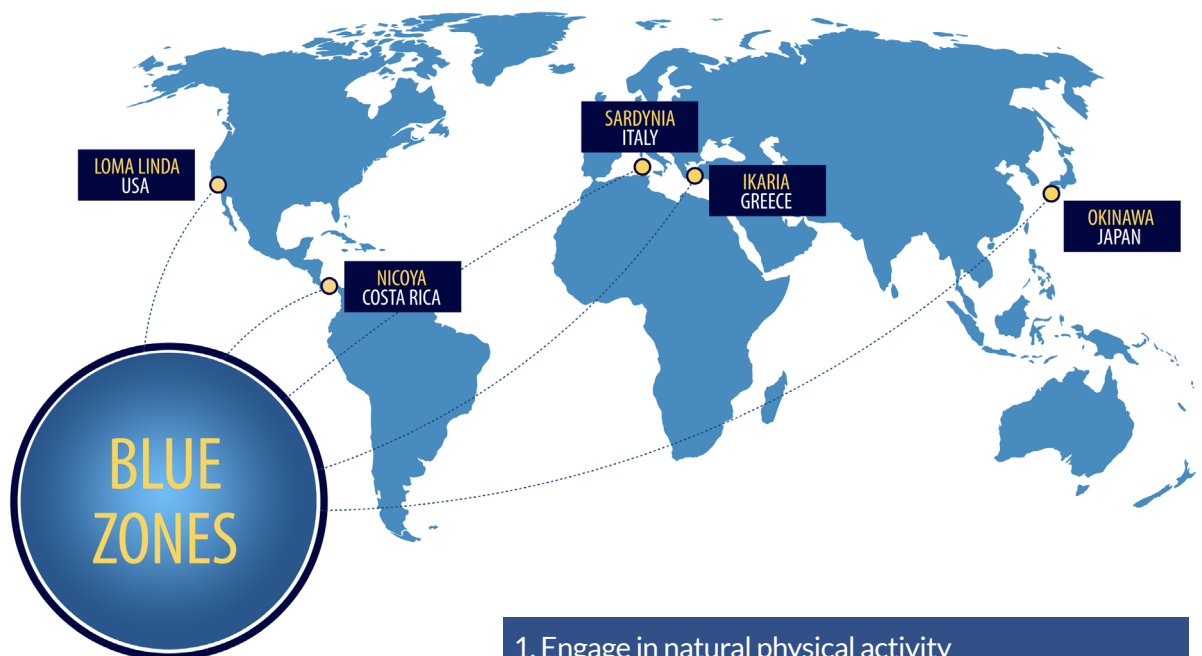 SARDYNIA
ITALY
LOMA LINDA
USA
IKARIA
GREECE
OKINAWA
JAPAN
NICOYA
COSTA RICA
BLUE
ZONES
1. Engage in natural physical activity